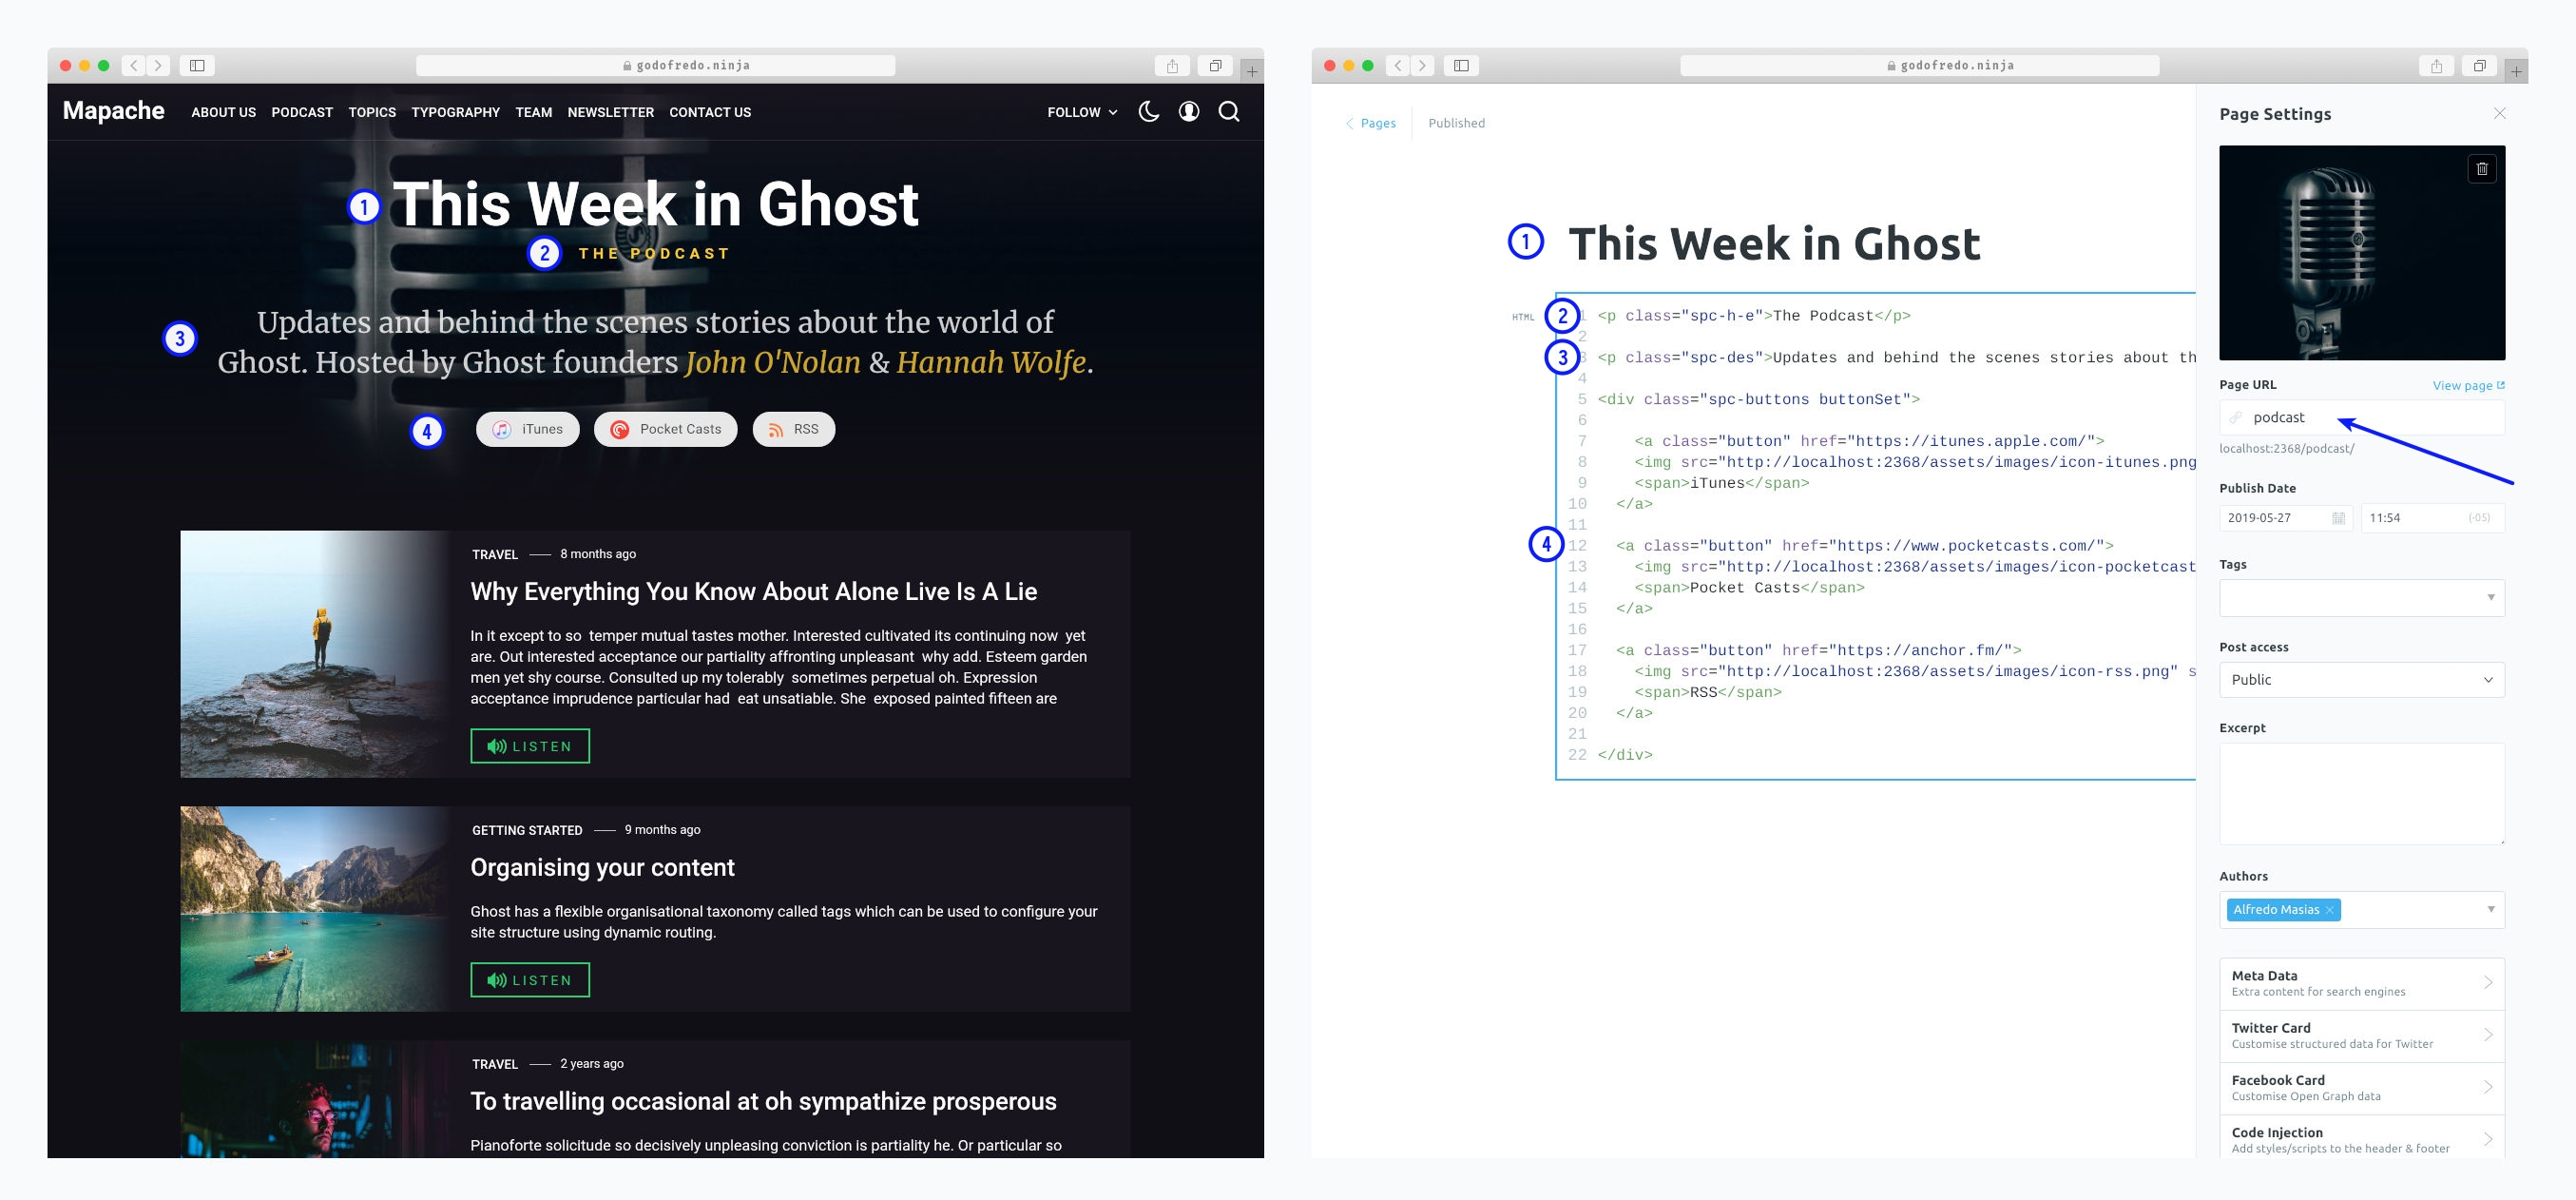 godofredo.ninja
Mapache ABOUT US PODCAST TOPICS TYPOGRAPHY TEAM NEWSLETTER CONTACT US FOLLOW
1 This Week in Ghost
2 THE PODCAST
3 Updates and behind the scenes stories about the world of
Ghost. Hosted by Ghost founders John O'Nolan & Hannah Wolfe.
4 iTunes Pocket Casts RSS
TRAVEL 8 months ago
Why Everything You Know About Alone Live Is A Lie
In it except to so temper mutual tastes mother. Interested cultivated its continuing now yet
are. Out interested acceptance our partiality affronting unpleasant why add. Esteem garden
men yet shy course. Consulted up my tolerably sometimes perpetual oh. Expression
acceptance imprudence particular had eat unsatiable. She exposed painted fifteen are
LISTEN
GETTING STARTED 9 months ago
Organising your content
Ghost has a flexible organisational taxonomy called tags which can be used to configure your
site structure using dynamic routing.
LISTEN
TRAVEL 2 years ago
To travelling occasional at oh sympathize prosperous
Pianoforte solicitude so decisively unpleasing conviction is partiality he. Or particular so
godofredo.ninja
Pages Published
1 This Week in Ghost
HTML
2 <p class="spc-h-e">The Podcast</p>
2
3 <p class="spc-des">Updates and behind the scenes stories about th
4
5 <div class="spc-buttons buttonSet">
6
7 <a class="button" href="https://itunes.apple.com/">
8 <img src="http://localhost:2368/assets/images/icon-itunes.png
9 <span>iTunes</span>
10 </a>
11
4 12 <a class="button" href="https://www.pocketcasts.com/">
13 <img src="http://localhost:2368/assets/images/icon-pocketcast
14 <span>Pocket Casts</span>
15 </a>
16
17 <a class="button" href="https://anchor.fm/">
18 <img src="http://localhost:2368/assets/images/icon-rss.png" s
19 <span>RSS</span>
20 </a>
21
22 </div>
Page Settings
Page URL View page
podcast
localhost:2368/podcast/
Publish Date
2019-05-27 11:54 (-05)
Tags
Post access
Public
Excerpt
Authors
Alfredo Masias
Meta Data
Extra content for search engines
Twitter Card
Customise structured data for Twitter
Facebook Card
Customise Open Graph data
Code Injection
Add styles/scripts to the header & footer